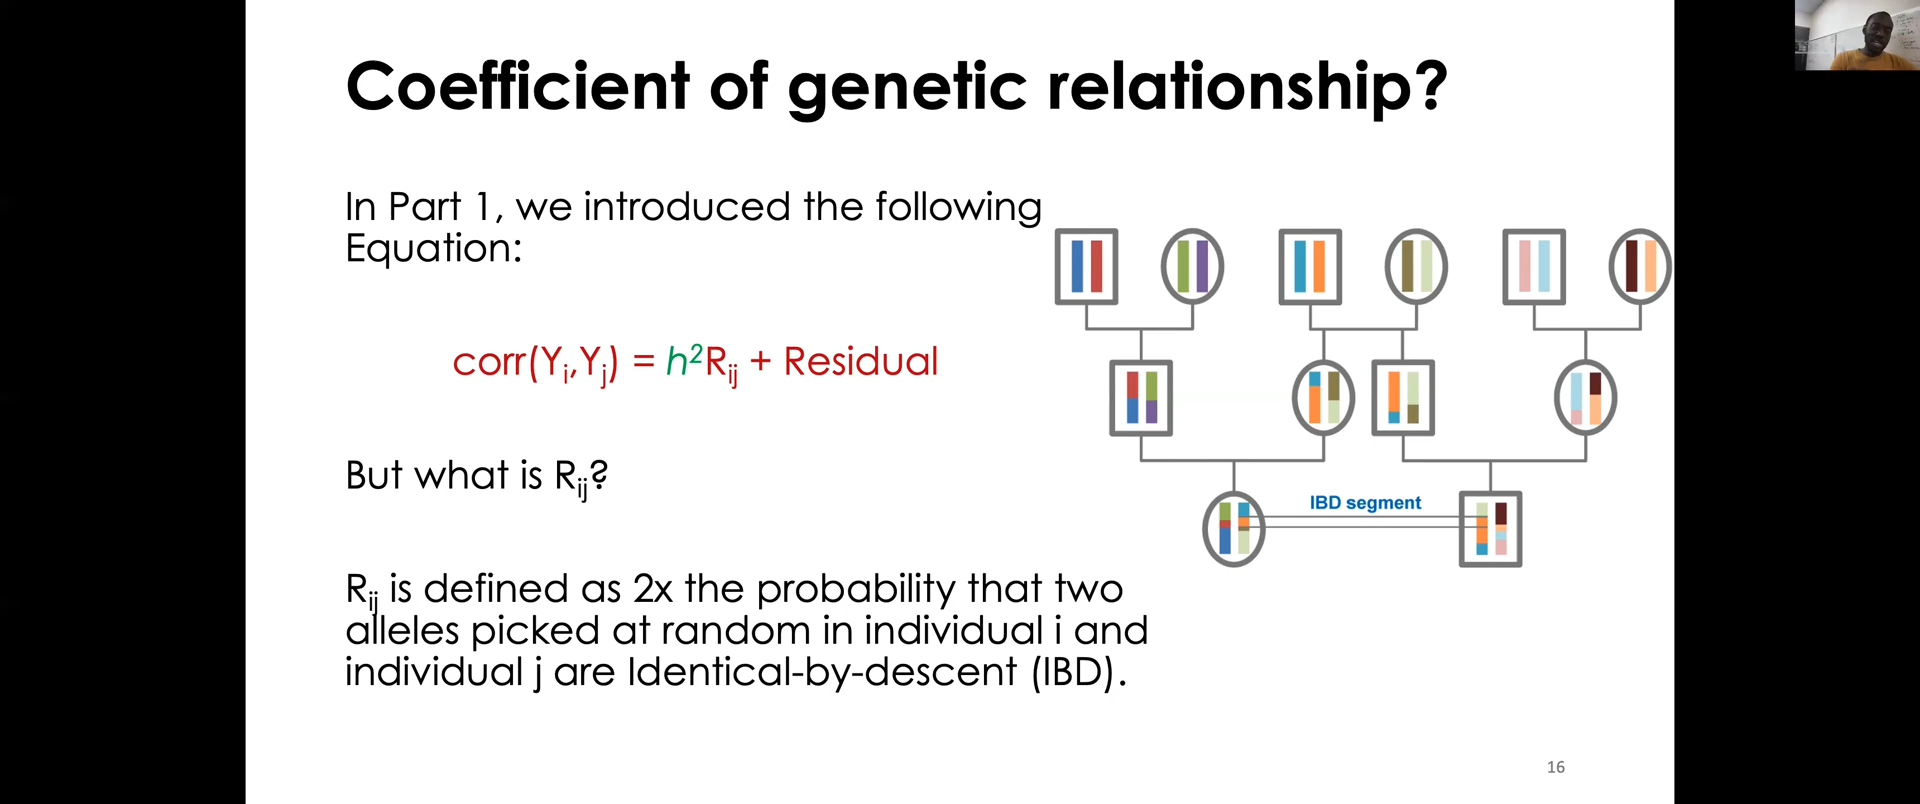 Coefficient of genetic relationship?
In Part 1, we introduced the following
Equation:
corr(Yi,Yj) = h²Rij + Residual
But what is Rij?
IBD segment
Rij is defined as 2x the probability that two
alleles picked at random in individual i and
individual j are Identical-by-descent (IBD).
16